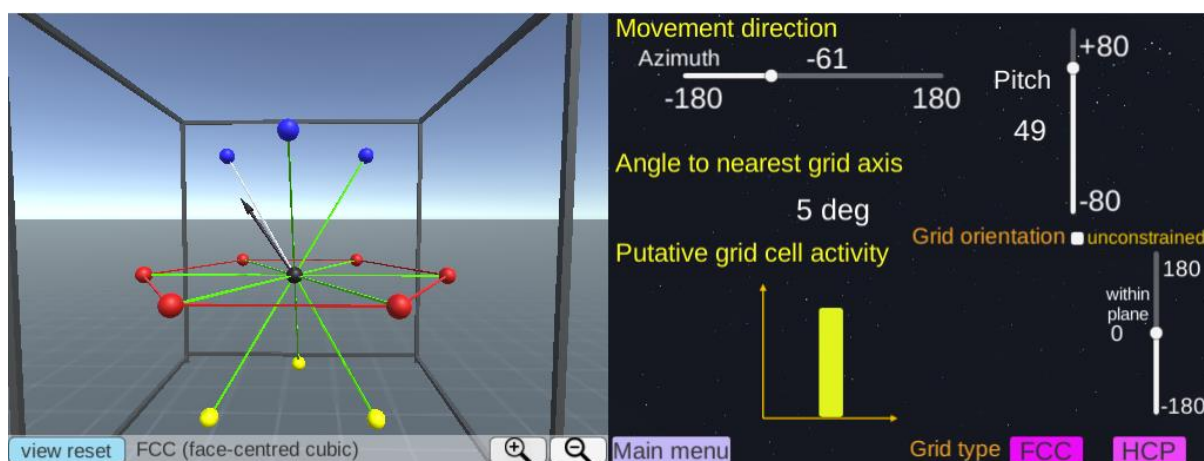 Movement direction
Azimuth
-61
-180
180
Pitch
49
+80
-80
Angle to nearest grid axis
5 deg
Grid orientation
unconstrained
Putative grid cell activity
180
within
plane
0
-180
view reset
FCC (face-centred cubic)
Main menu
Grid type
FCC
HCP